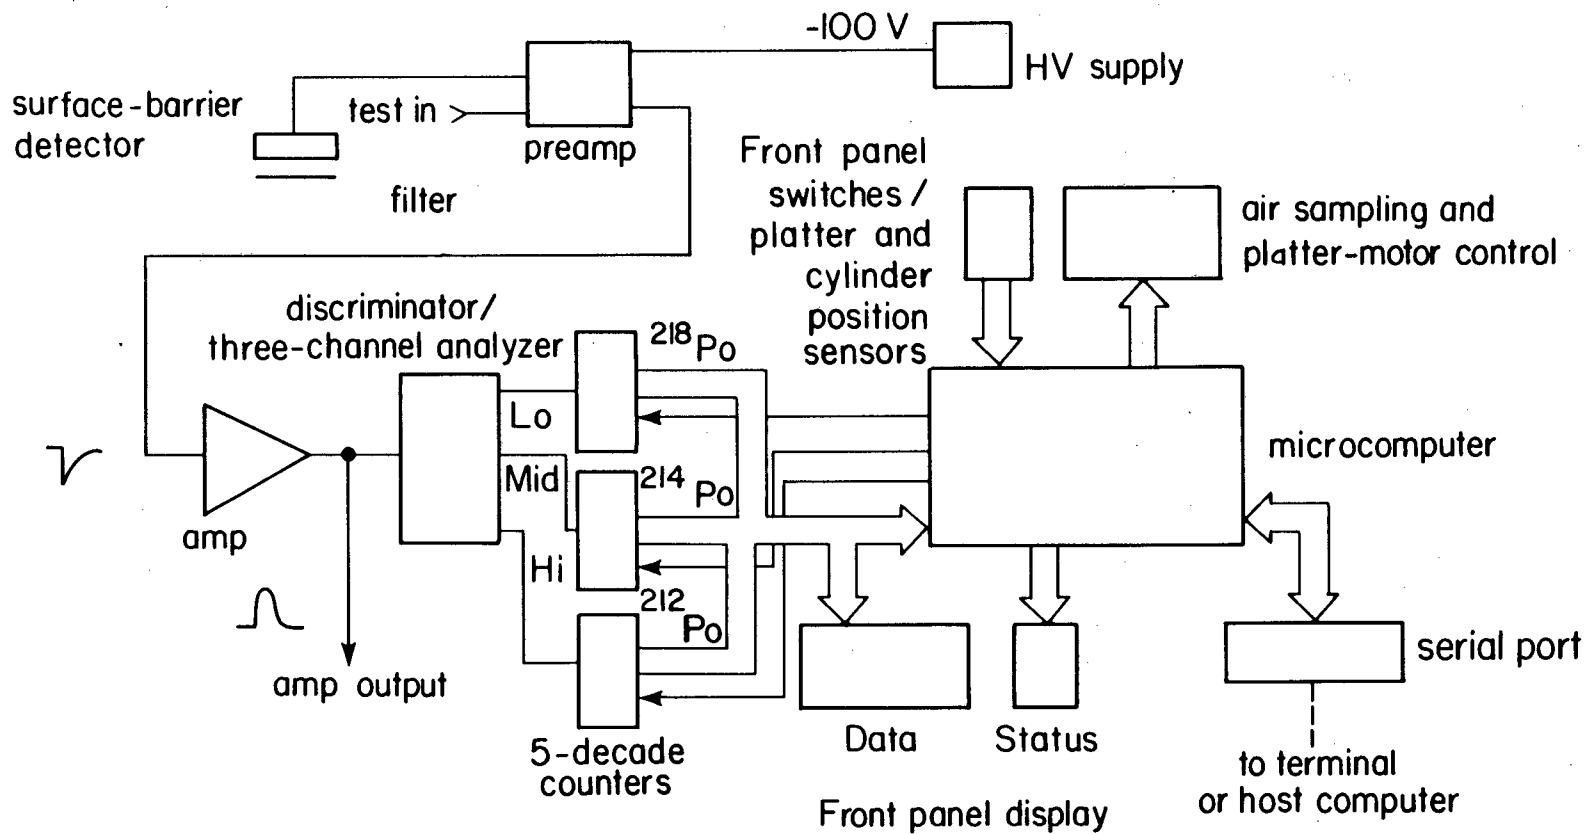 -100 V
HV supply
surface-barrier
detector
test in
preamp
filter
Front panel
switches /
platter and
cylinder
position
sensors
air sampling and
platter-motor control
discriminator/
three-channel analyzer
218Po
Lo
Mid
214Po
Hi
212Po
amp
amp output
5-decade
counters
microcomputer
serial port
Data
Status
to terminal
or host computer
Front panel display